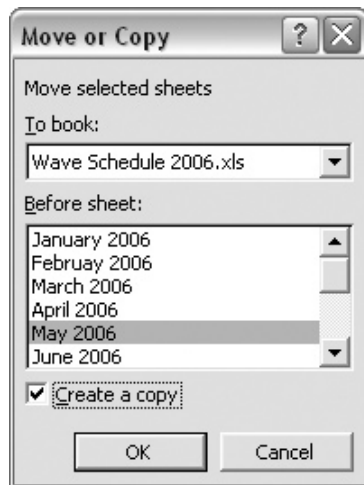 Move or Copy
Move selected sheets
To book:
Wave Schedule 2006.xls
Before sheet:
January 2006
Februay 2006
March 2006
April 2006
May 2006
June 2006
Create a copy
OK Cancel